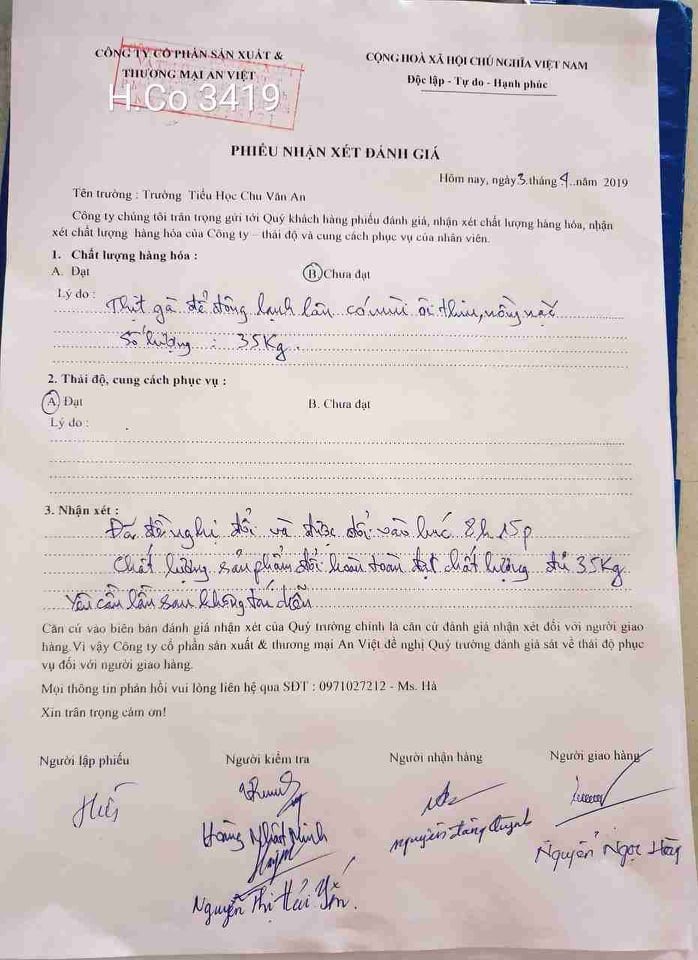 CÔNG TY CỔ PHẦN SẢN XUẤT &
THƯƠNG MẠI AN VIỆT
H.Co 3419
CỘNG HOÀ XÃ HỘI CHỦ NGHĨA VIỆT NAM
Độc lập - Tự do - Hạnh phúc
PHIẾU NHẬN XÉT ĐÁNH GIÁ
Hôm nay, ngày 3 tháng 4 năm 2019
Tên trường : Trường Tiểu Học Chu Văn An
Công ty chúng tôi trân trọng gửi tới Quý khách hàng phiếu đánh giá, nhận xét chất lượng hàng hóa, nhận
xét chất lượng hàng hóa của Công ty – thái độ và cung cách phục vụ của nhân viên.
1. Chất lượng hàng hóa :
A. Đạt B Chưa đạt
Lý do : Thịt gà để đông lạnh lâu có mùi ôi thiu, nồng nặc
Số lượng : 35Kg.
2. Thái độ, cung cách phục vụ :
A Đạt B. Chưa đạt
Lý do :
3. Nhận xét :
Đã đề nghị đổi và được đổi vào lúc 8h15p
Chất lượng sản phẩm đổi hoàn toàn đạt chất lượng đủ 35Kg
Yêu cầu lần sau không tái diễn
Căn cứ vào biên bản đánh giá nhận xét của Quý trường chính là căn cứ đánh giá nhận xét đối với người giao
hàng.Vì vậy Công ty cổ phần sản xuất & thương mại An Việt đề nghị Quý trường đánh giá sát về thái độ phục
vụ đối với người giao hàng.
Mọi thông tin phản hồi vui lòng liên hệ qua SĐT : 0971027212 - Ms. Hà
Xin trân trọng cảm ơn!
Người lập phiếu Người kiểm tra Người nhận hàng Người giao hàng
Hoàng Nhật Minh
Nguyễn Đăng Quỳnh
Nguyễn Ngọc
Nguyễn Thị Hải Yến.